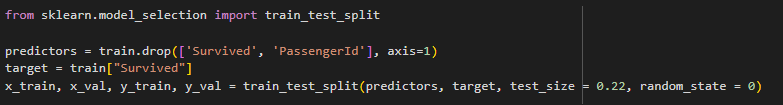 from sklearn.model_selection import train_test_split
predictors = train.drop(['Survived', 'PassengerId'], axis=1)
target = train["Survived"]
x_train, x_val, y_train, y_val = train_test_split(predictors, target, test_size = 0.22, random_state = 0)